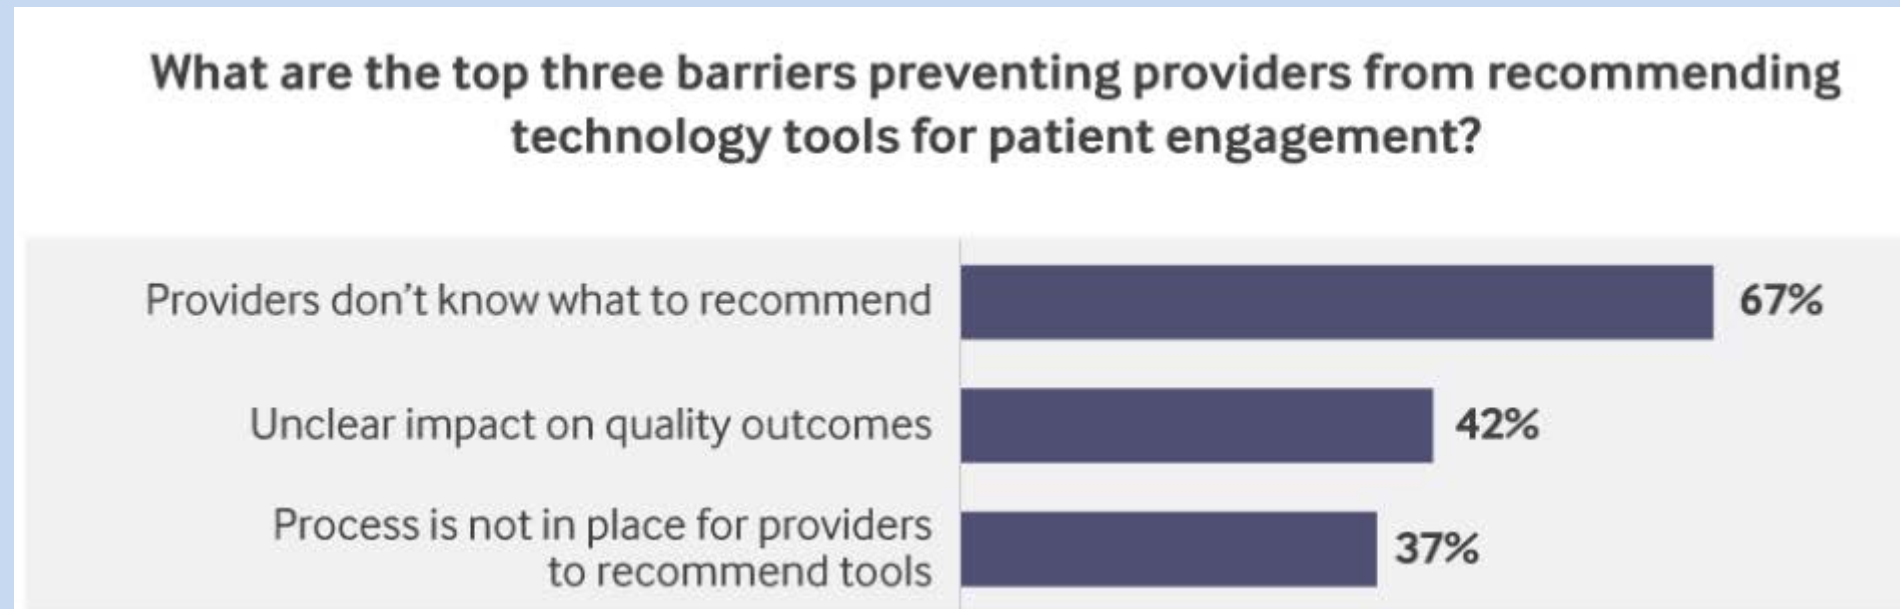 What are the top three barriers preventing providers from recommending
technology tools for patient engagement?
Providers don’t know what to recommend 67%
Unclear impact on quality outcomes 42%
Process is not in place for providers
to recommend tools 37%